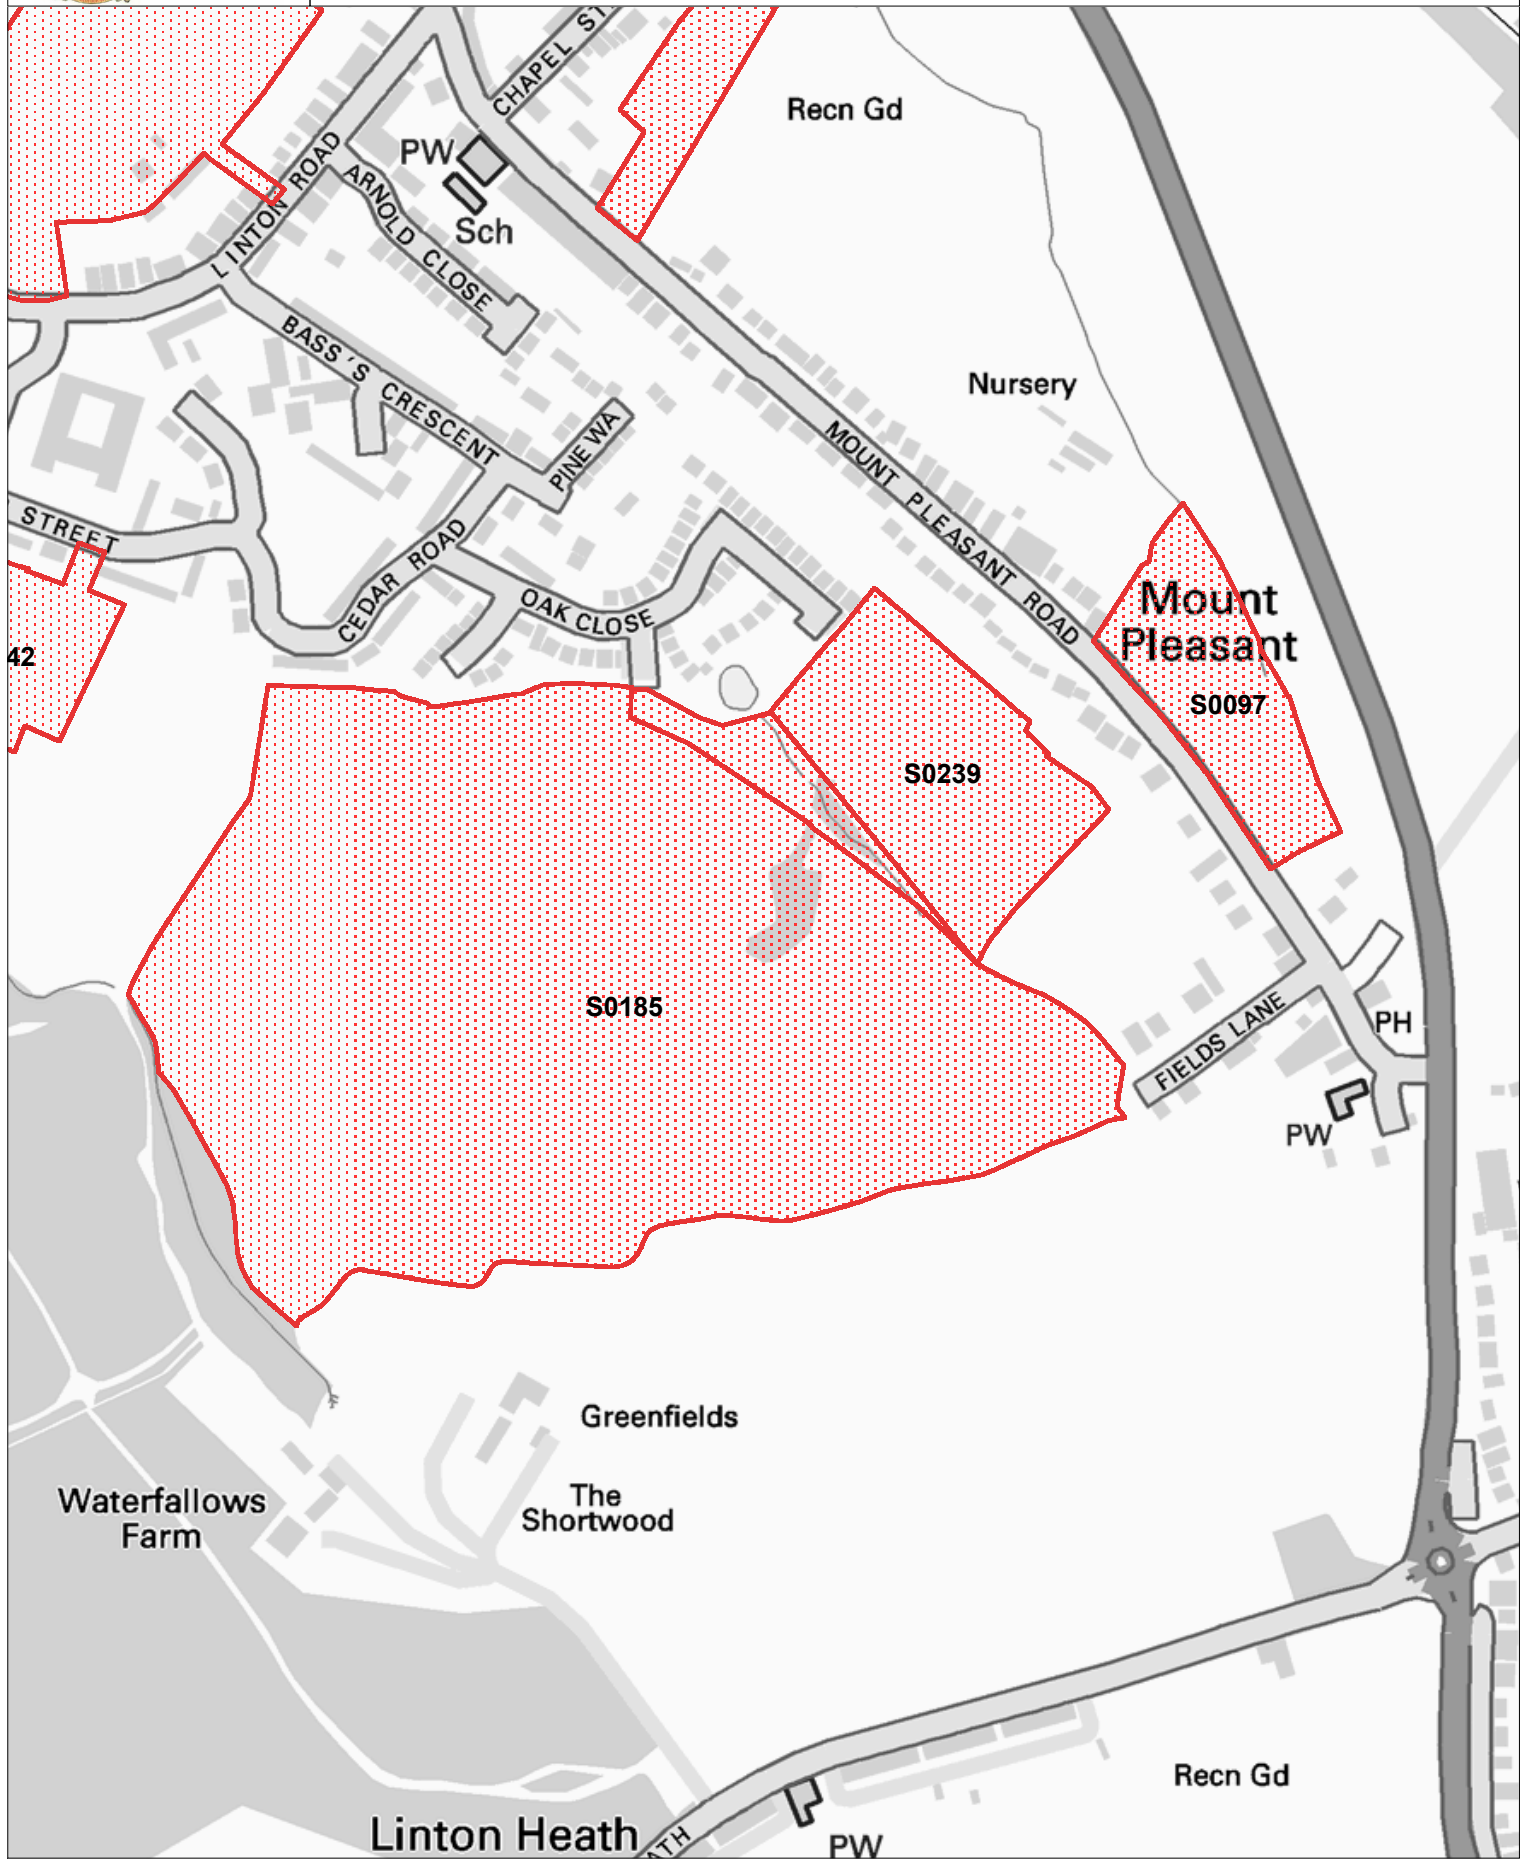 CHAPEL ST
Recn Gd
PW
LINTON ROAD
ARNOLD CLOSE
Sch
BASS'S CRESCENT
Nursery
PINE WA
MOUNT PLEASANT ROAD
STREET
CEDAR ROAD
OAK CLOSE
Mount
Pleasant
42
S0097
S0239
S0185
FIELDS LANE
PH
PW
Greenfields
The
Shortwood
Waterfallows
Farm
Recn Gd
Linton Heath
ATH
PW